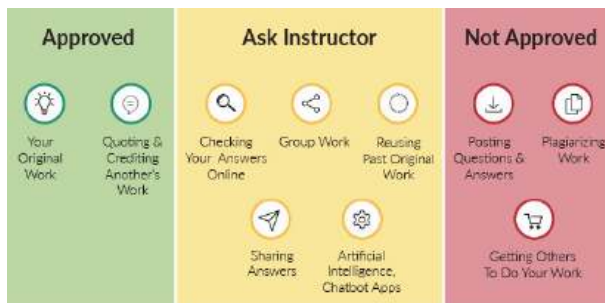 Approved
Your
Original
Work
Quoting &
Crediting
Another's
Work
Ask Instructor
Checking
Your Answers
Online
Group Work
Reusing
Past Original
Work
Sharing
Answers
Artificial
Intelligence,
Chatbot Apps
Not Approved
Posting
Questions &
Answers
Plagiarizing
Work
Getting Others
To Do Your Work